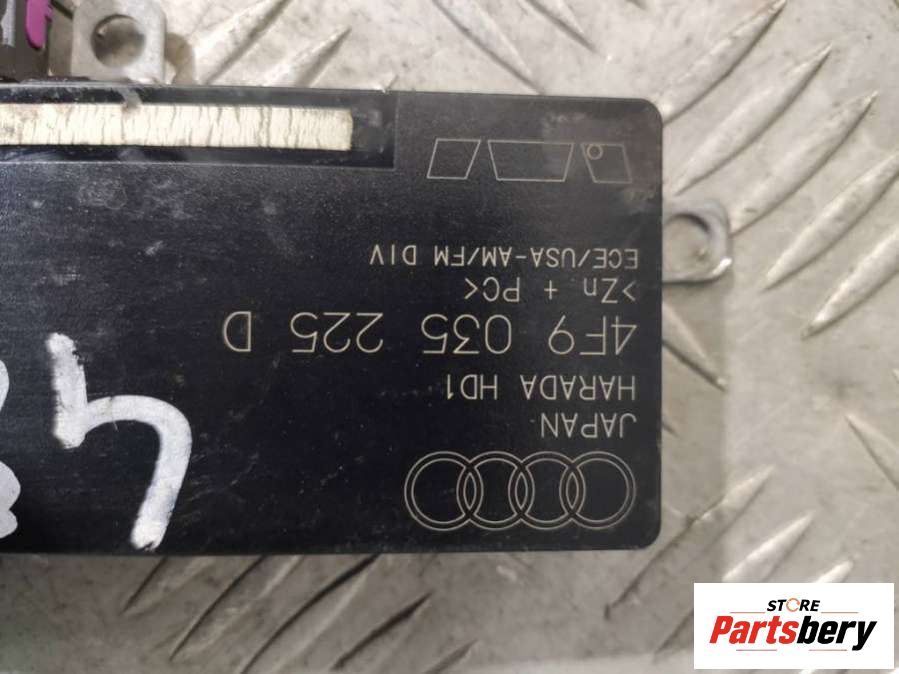 JAPAN
HARADA HD1
4F9 035 225 D
>Zn + PC<
ECE/USA-AM/FM DIV
STORE
Partsbery